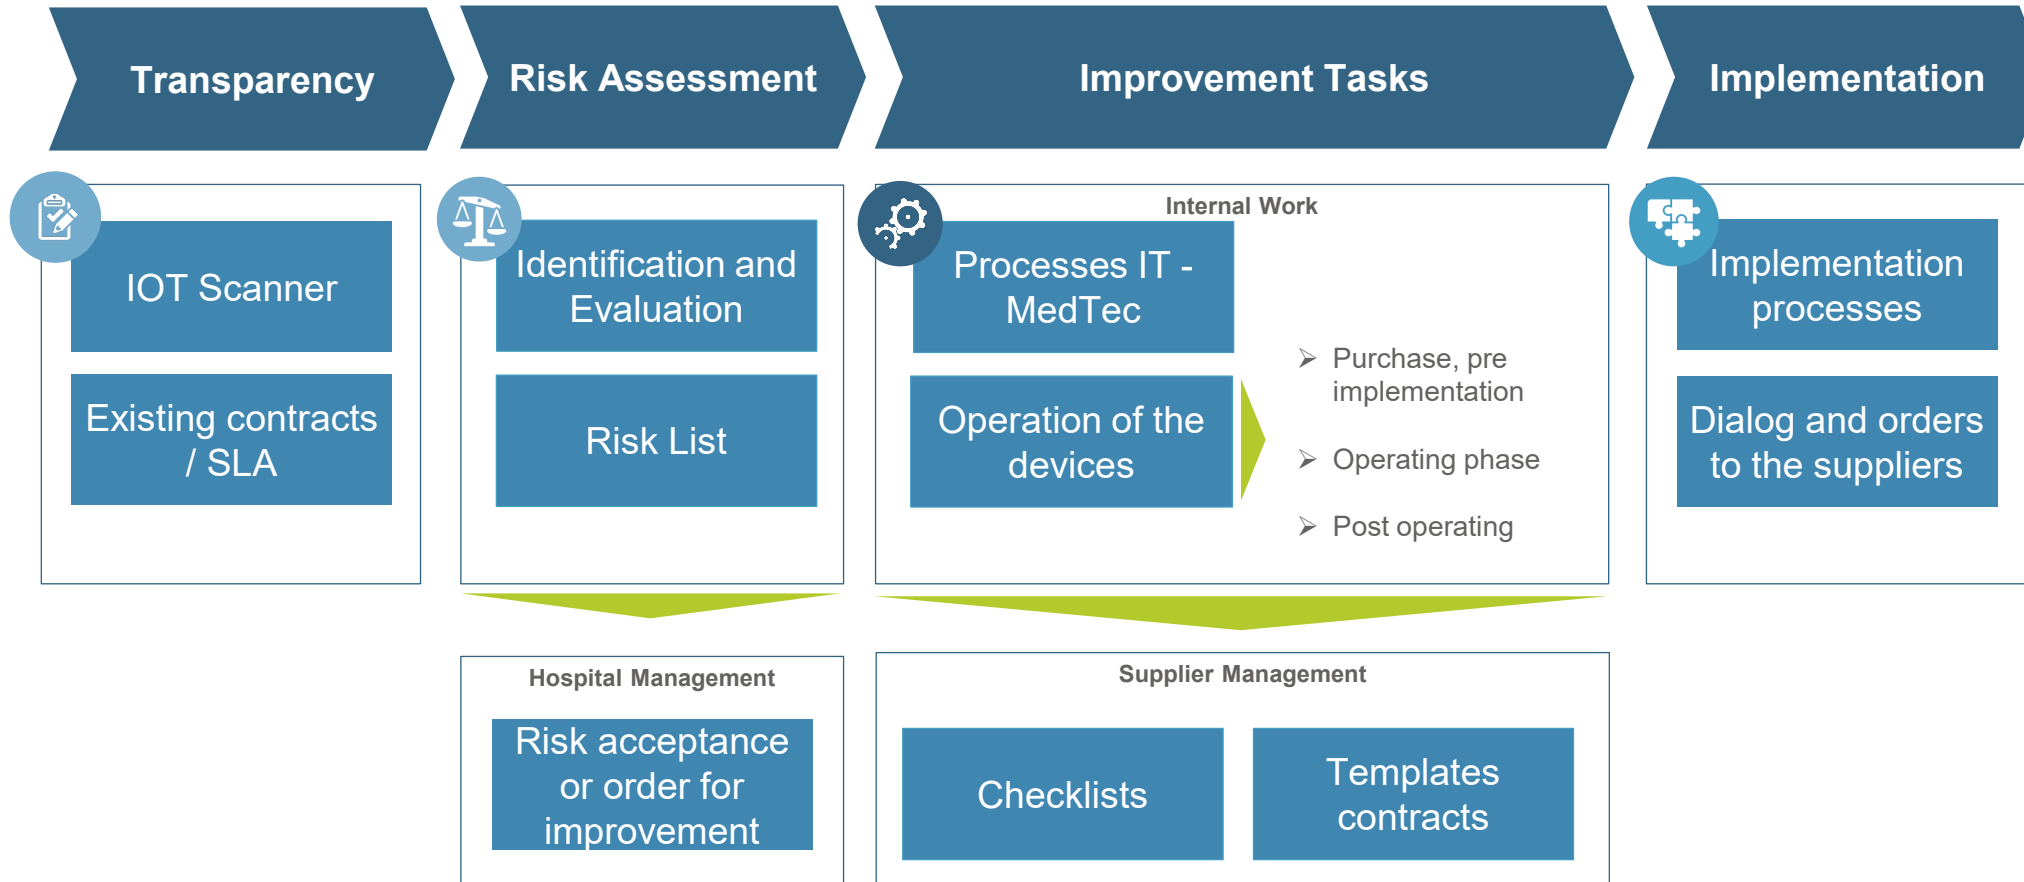 Transparency
Risk Assessment
Improvement Tasks
Implementation
IOT Scanner
Existing contracts
/ SLA
Identification and
Evaluation
Risk List
Internal Work
Processes IT -
MedTec
Operation of the
devices
➢ Purchase, pre
implementation
➢ Operating phase
➢ Post operating
Implementation
processes
Dialog and orders
to the suppliers
Hospital Management
Risk acceptance
or order for
improvement
Supplier Management
Checklists
Templates
contracts